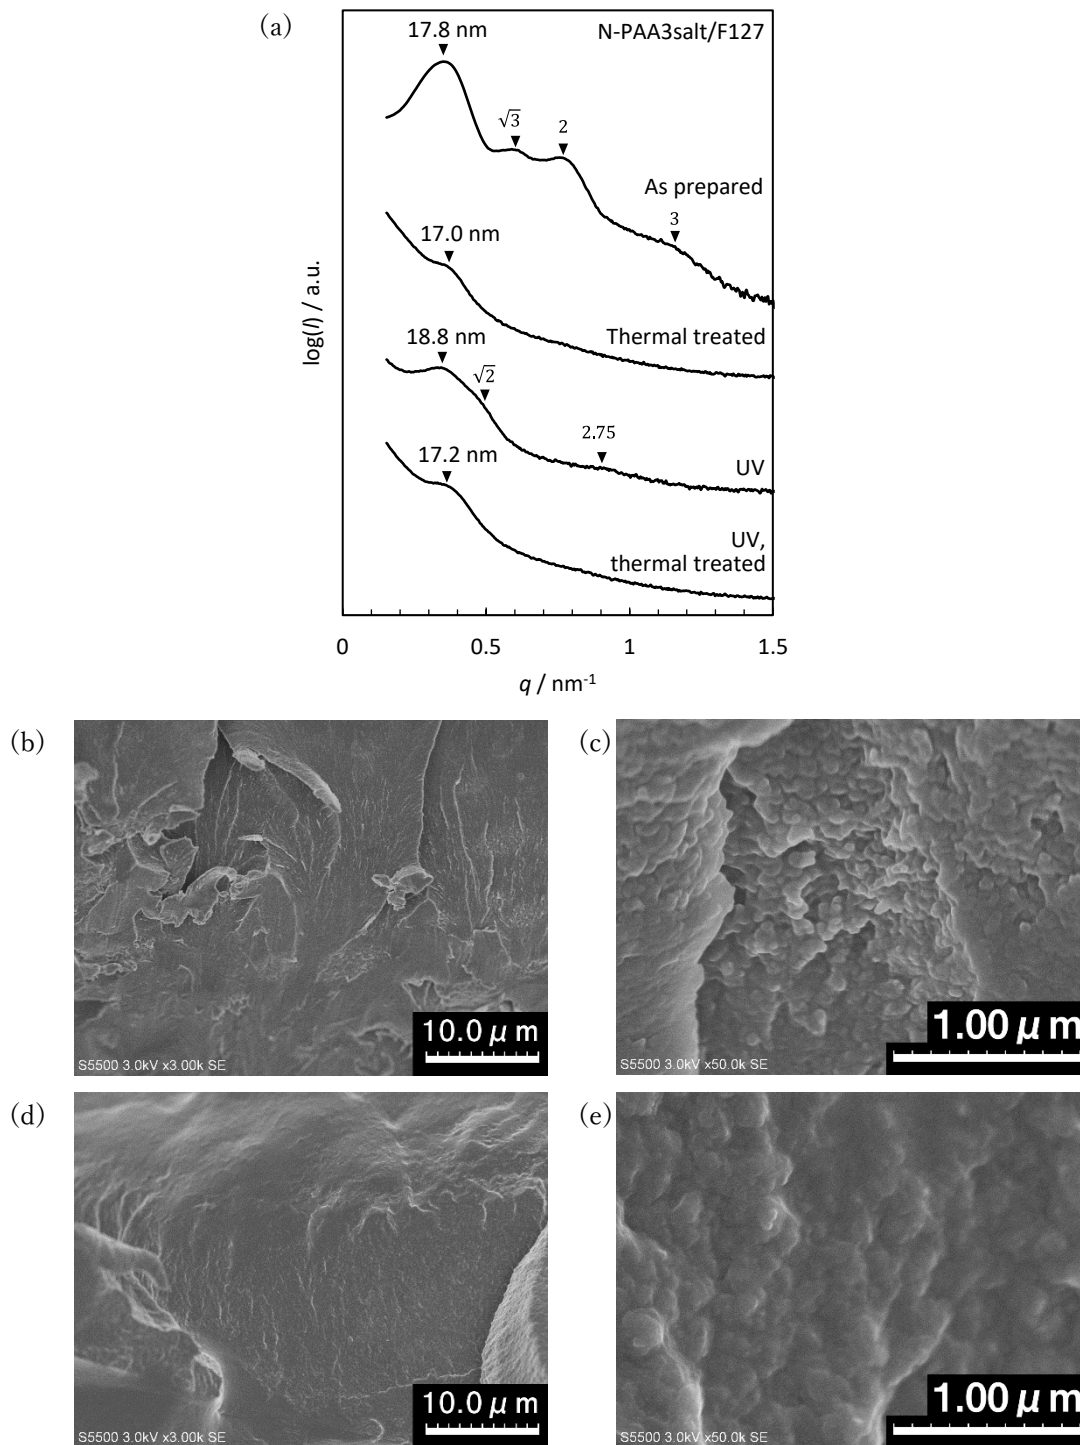 (a)
17.8 nm
N-PAA3salt/F127
√3
2
As prepared
3
17.0 nm
Thermal treated
18.8 nm
√2
2.75
UV
17.2 nm
UV,
thermal treated
log(I) / a.u.
0
0.5
1
1.5
q / nm⁻¹
(b)
10.0 μm
S5500 3.0kV x3.00k SE
(c)
1.00 μm
S5500 3.0kV x50.0k SE
(d)
10.0 μm
S5500 3.0kV x3.00k SE
(e)
1.00 μm
S5500 3.0kV x50.0k SE